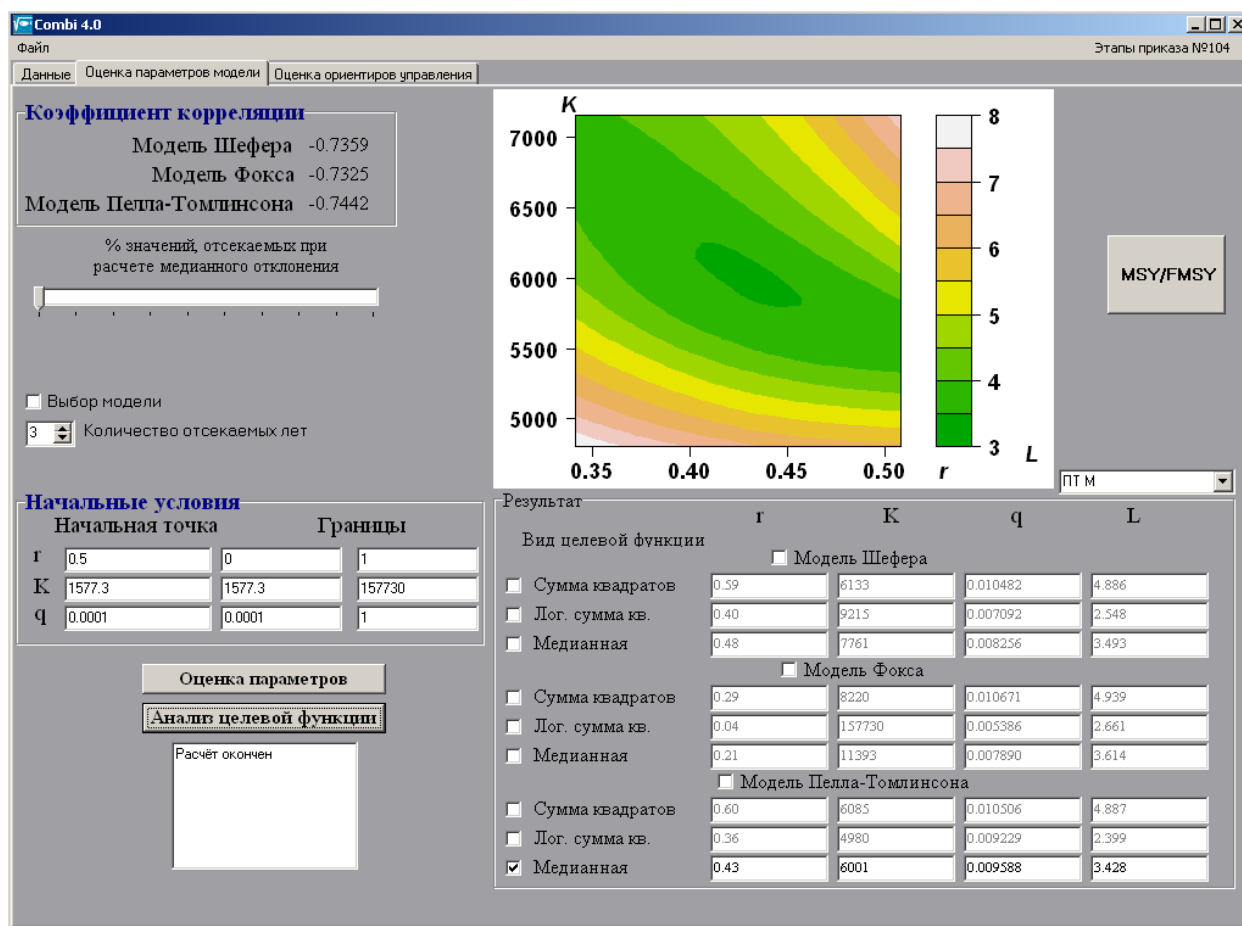 Combi 4.0
Файл
Этапы приказа №104
Данные
Оценка параметров модели
Оценка ориентиров управления
Коэффициент корреляции
Модель Шефера -0.7359
Модель Фокса -0.7325
Модель Пелла-Томлинсона -0.7442
% значений, отсекаемых при
расчете медианного отклонения
Выбор модели
3 Количество отсекаемых лет
K
7000
6500
6000
5500
5000
0.35 0.40 0.45 0.50 r
8
7
6
5
4
3 L
MSY/FMSY
ПТ М
Начальные условия
Начальная точка Границы
r 0.5 0 1
K 1577.3 1577.3 157730
q 0.0001 0.0001 1
Оценка параметров
Анализ целевой функции
Расчёт окончен
Результат
r K q L
Вид целевой функции
Модель Шефера
Сумма квадратов 0.59 6133 0.010482 4.886
Лог. сумма кв. 0.40 9215 0.007092 2.548
Медианная 0.48 7761 0.008256 3.493
Модель Фокса
Сумма квадратов 0.29 8220 0.010671 4.939
Лог. сумма кв. 0.04 157730 0.005386 2.661
Медианная 0.21 11393 0.007890 3.614
Модель Пелла-Томлинсона
Сумма квадратов 0.60 6085 0.010506 4.887
Лог. сумма кв. 0.36 4980 0.009229 2.399
Медианная 0.43 6001 0.009588 3.428